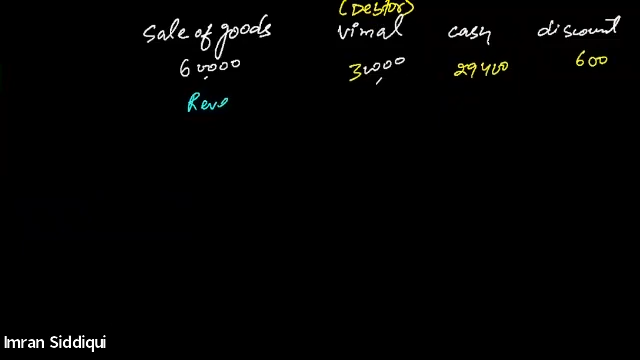 (Debtor)
Sale of goods Vimal cash discount
60,000 30,000 29400 600
Reve
Imran Siddiqui